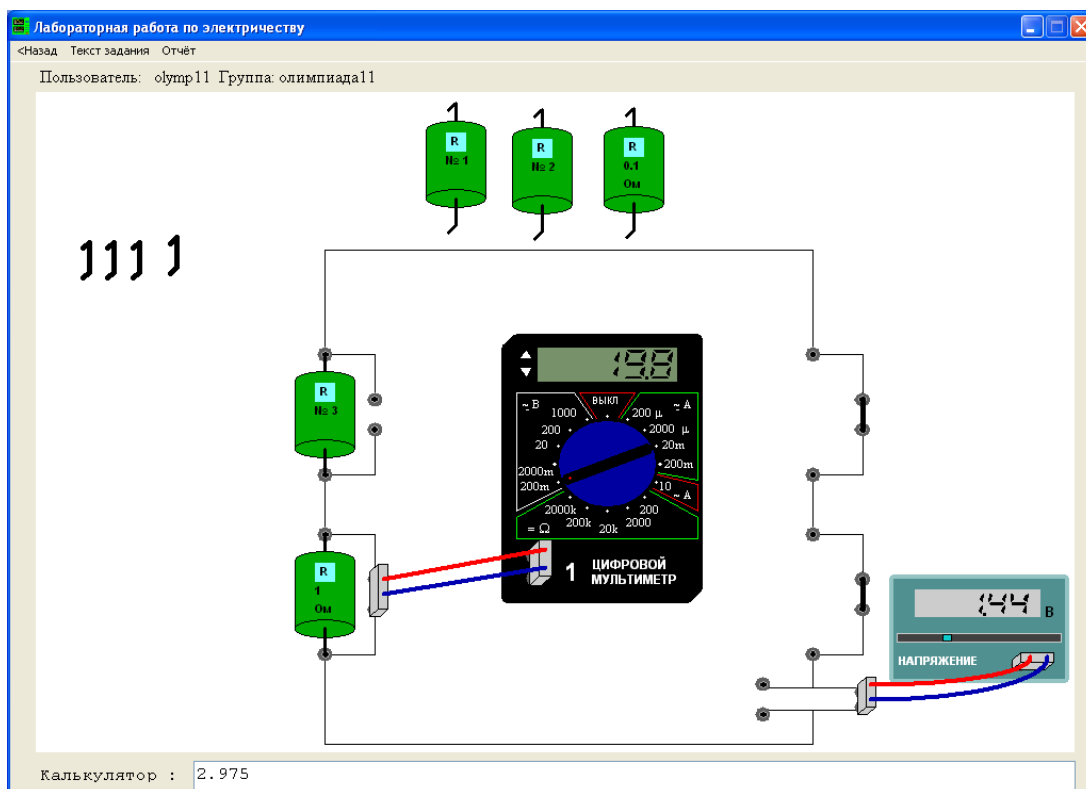 Лабораторная работа по электричеству
<Назад Текст задания Отчёт
Пользователь: olymp11 Группа: олимпиада11
R
№ 1
R
№ 2
R
0.1
Ом
19.8
~ В
1000
200
20
2000m
200m
ВЫКЛ
~ А
200 µ
2000 µ
20m
200m
10
~ А
= Ω
2000k
200k
20k
2000
200
1
ЦИФРОВОЙ
МУЛЬТИМЕТР
R
№ 3
R
1
Ом
1.44 В
НАПРЯЖЕНИЕ
Калькулятор : 2.975